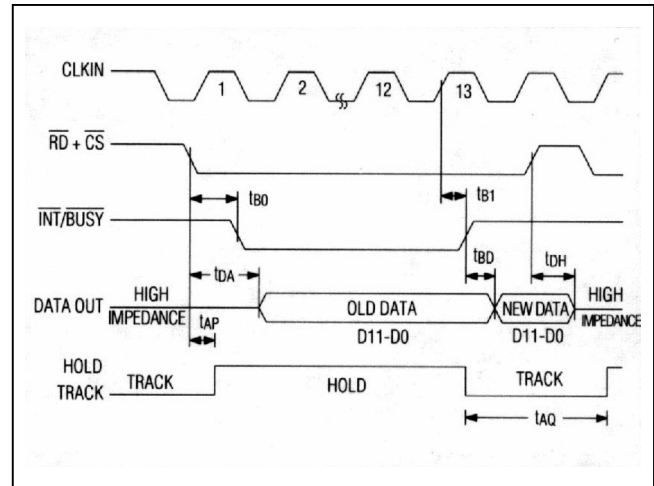 CLKIN
1 2 12 13
RD + CS
tB0 tB1
INT/BUSY
tDA tBD tDH
DATA OUT HIGH IMPEDANCE OLD DATA NEW DATA HIGH IMPEDANCE
D11-D0 D11-D0
tAP
HOLD
TRACK TRACK HOLD TRACK
tAQ